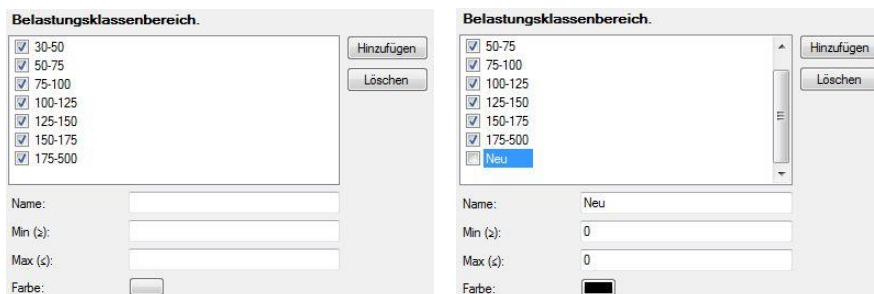 Belastungsklassenbereich.
30-50
50-75
75-100
100-125
125-150
150-175
175-500
Hinzufügen
Löschen
Name:
Min (≥):
Max (≤):
Farbe:
Belastungsklassenbereich.
50-75
75-100
100-125
125-150
150-175
175-500
Neu
Hinzufügen
Löschen
Name: Neu
Min (≥): 0
Max (≤): 0
Farbe: